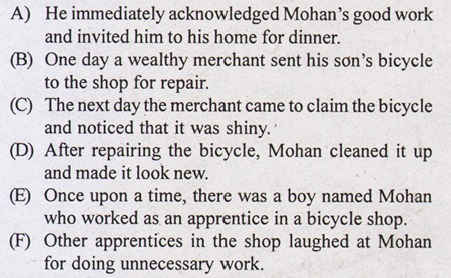 A) He immediately acknowledged Mohan's good work
and invited him to his home for dinner.
(B) One day a wealthy merchant sent his son's bicycle
to the shop for repair.
(C) The next day the merchant came to claim the bicycle
and noticed that it was shiny.
(D) After repairing the bicycle, Mohan cleaned it up
and made it look new.
(E) Once upon a time, there was a boy named Mohan
who worked as an apprentice in a bicycle shop.
(F) Other apprentices in the shop laughed at Mohan
for doing unnecessary work.